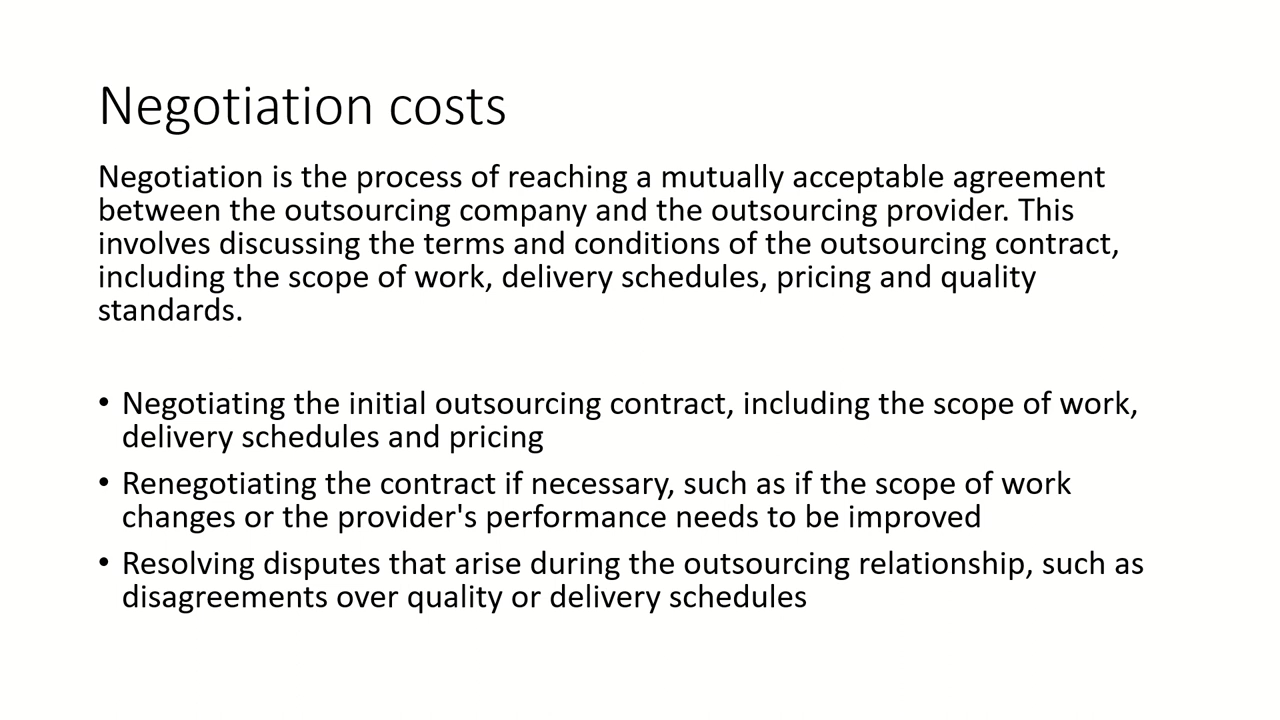 Negotiation costs
Negotiation is the process of reaching a mutually acceptable agreement
between the outsourcing company and the outsourcing provider. This
involves discussing the terms and conditions of the outsourcing contract,
including the scope of work, delivery schedules, pricing and quality
standards.
• Negotiating the initial outsourcing contract, including the scope of work,
delivery schedules and pricing
• Renegotiating the contract if necessary, such as if the scope of work
changes or the provider's performance needs to be improved
• Resolving disputes that arise during the outsourcing relationship, such as
disagreements over quality or delivery schedules